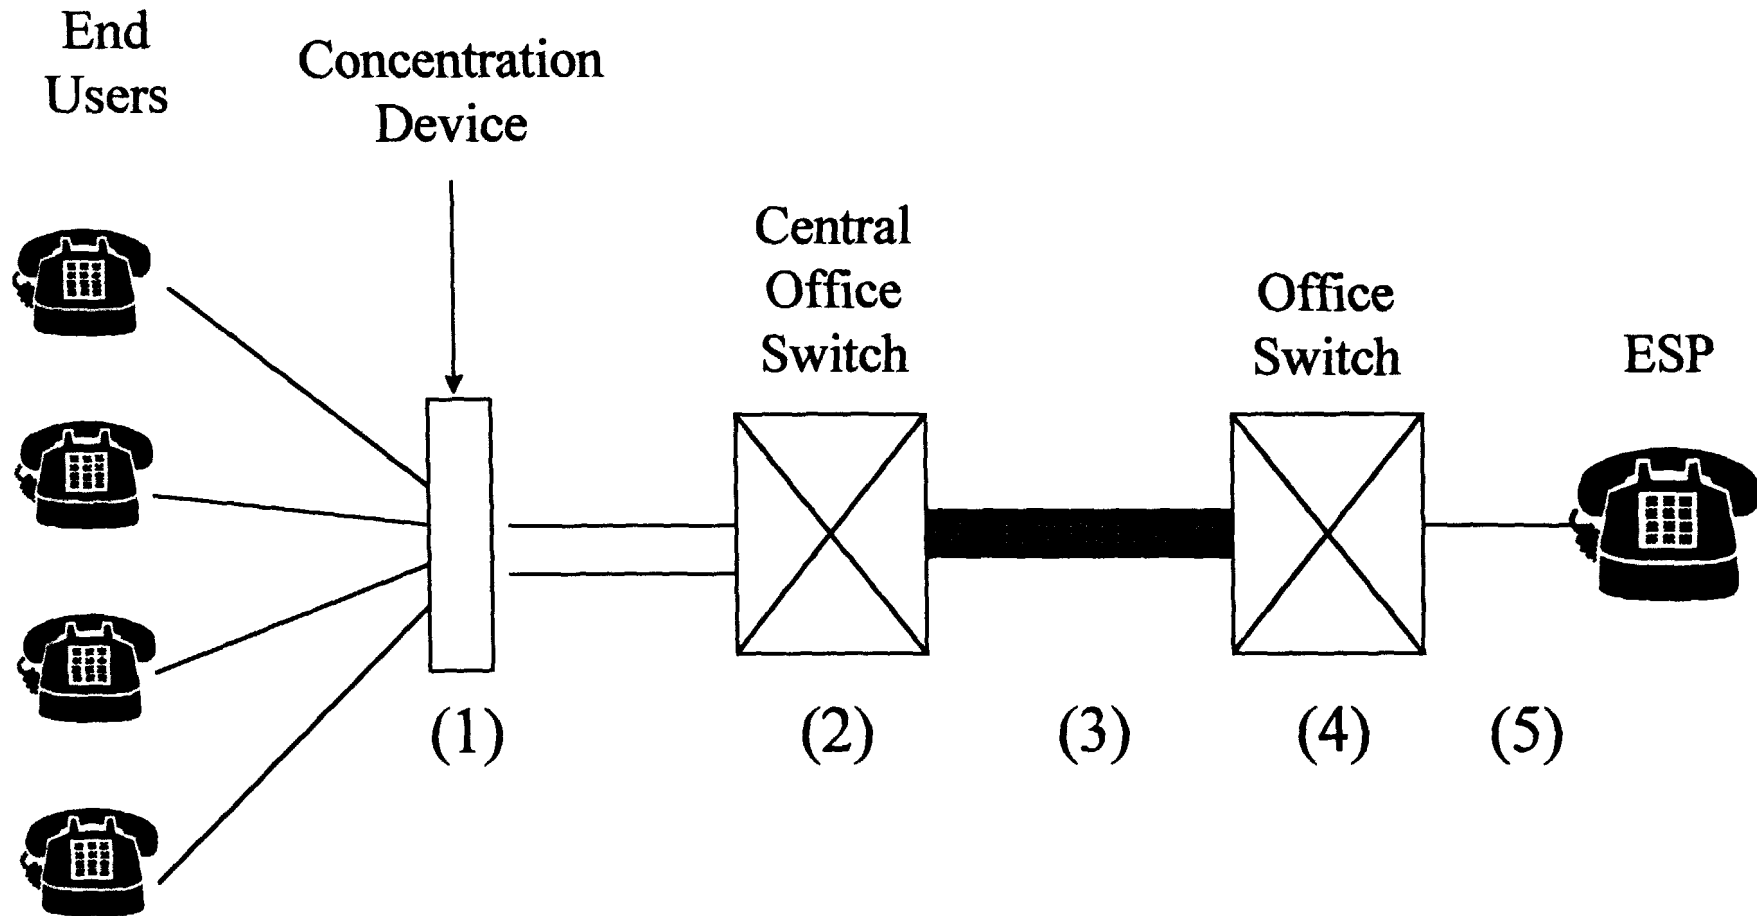 End
Users
Concentration
Device
Central
Office
Switch
Office
Switch
ESP
(1)
(2)
(3)
(4)
(5)